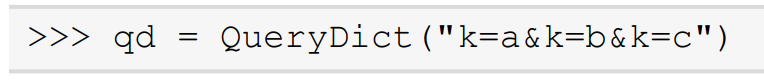 >>> qd = QueryDict("k=a&k=b&k=c")